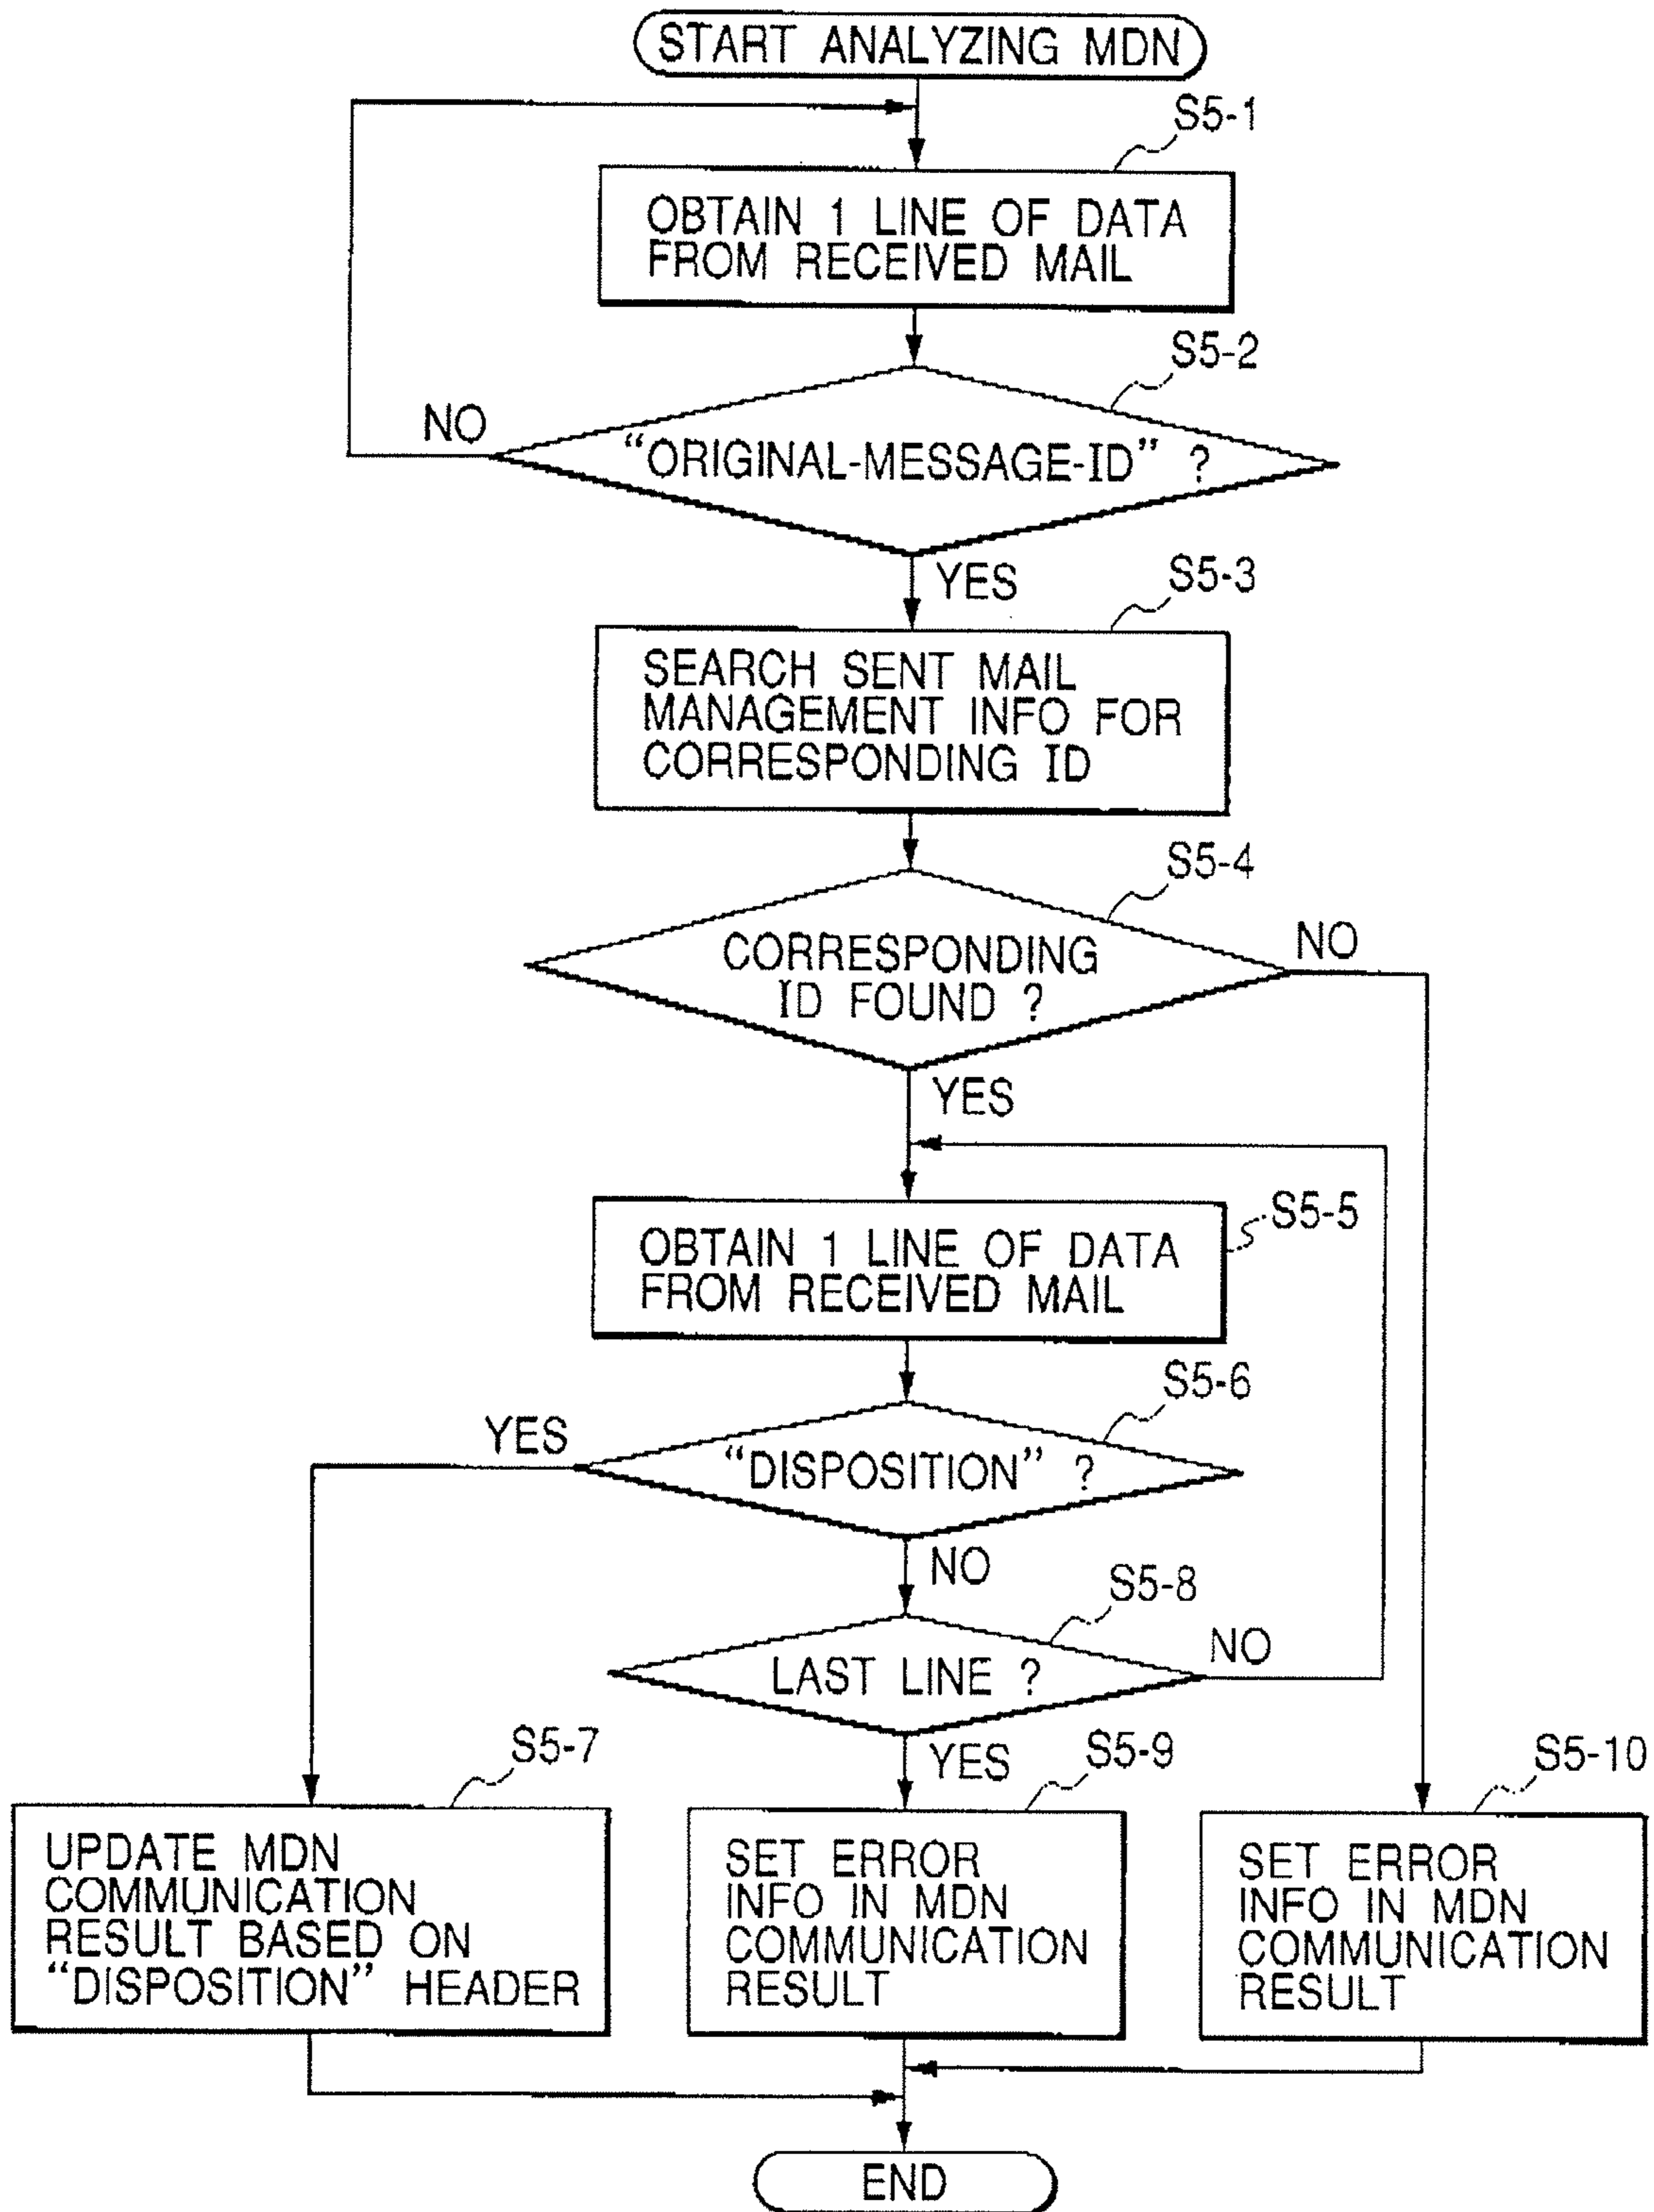 START ANALYZING MDN
S5-1
OBTAIN 1 LINE OF DATA
FROM RECEIVED MAIL
S5-2
NO
“ORIGINAL-MESSAGE-ID” ?
YES
S5-3
SEARCH SENT MAIL
MANAGEMENT INFO FOR
CORRESPONDING ID
S5-4
NO
CORRESPONDING
ID FOUND ?
YES
S5-5
OBTAIN 1 LINE OF DATA
FROM RECEIVED MAIL
S5-6
YES
“DISPOSITION” ?
NO
S5-8
NO
LAST LINE ?
YES
S5-7
UPDATE MDN
COMMUNICATION
RESULT BASED ON
“DISPOSITION” HEADER
S5-9
SET ERROR
INFO IN MDN
COMMUNICATION
RESULT
S5-10
SET ERROR
INFO IN MDN
COMMUNICATION
RESULT
END